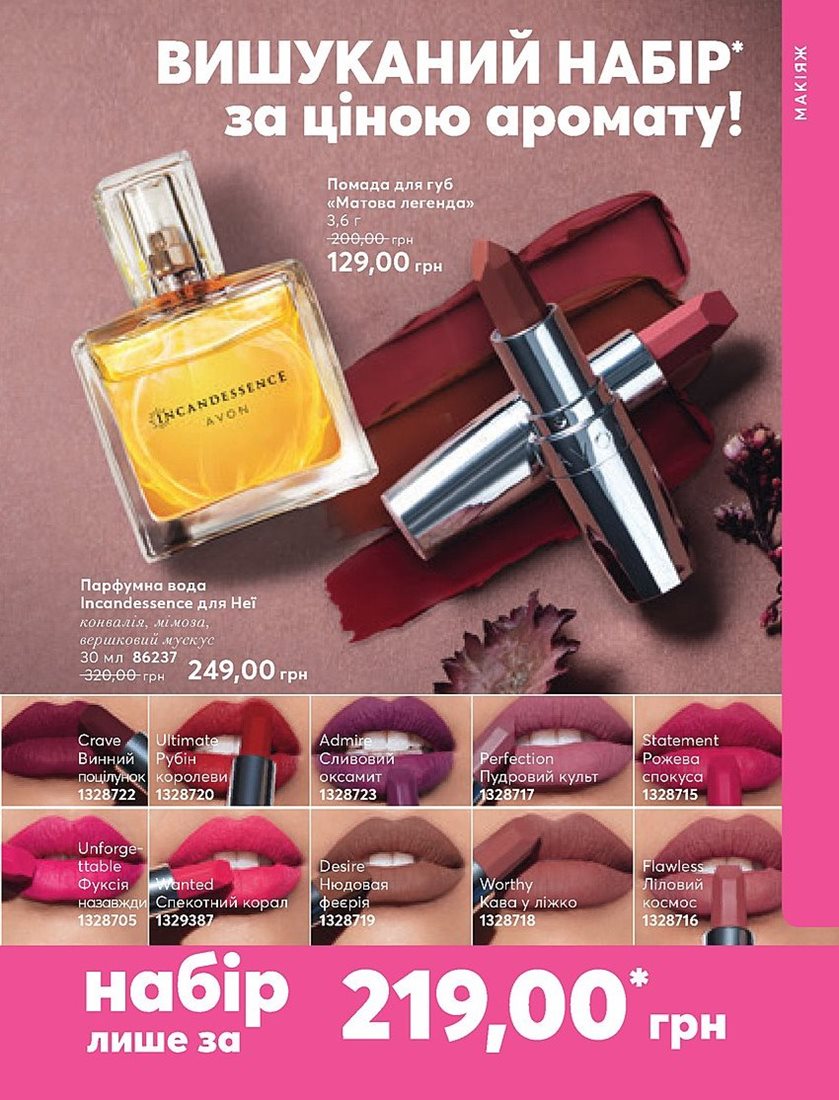 ВИШУКАНИЙ НАБІР*
за ціною аромату!
МАКІЯЖ
Помада для губ
«Матова легенда»
3,6 г
200,00 грн
129,00 грн
INCANDESSENCE
AVON
AVON
Парфумна вода
Incandessence для Неї
конвалія, мімоза,
вершковий мускус
30 мл 86237
320,00 грн 249,00 грн
Crave
Винний
поцілунок
1328722
Ultimate
Рубін
королеви
1328720
Admire
Сливовий
оксамит
1328723
Perfection
Пудровий культ
1328717
Statement
Рожева
спокуса
1328715
Unforge-
ttable
Фуксія
назавжди
1328705
Wanted
Спекотний корал
1329387
Desire
Нюдовая
феєрія
1328719
Worthy
Кава у ліжко
1328718
Flawless
Ліловий
космос
1328716
набір
лише за
219,00* грн